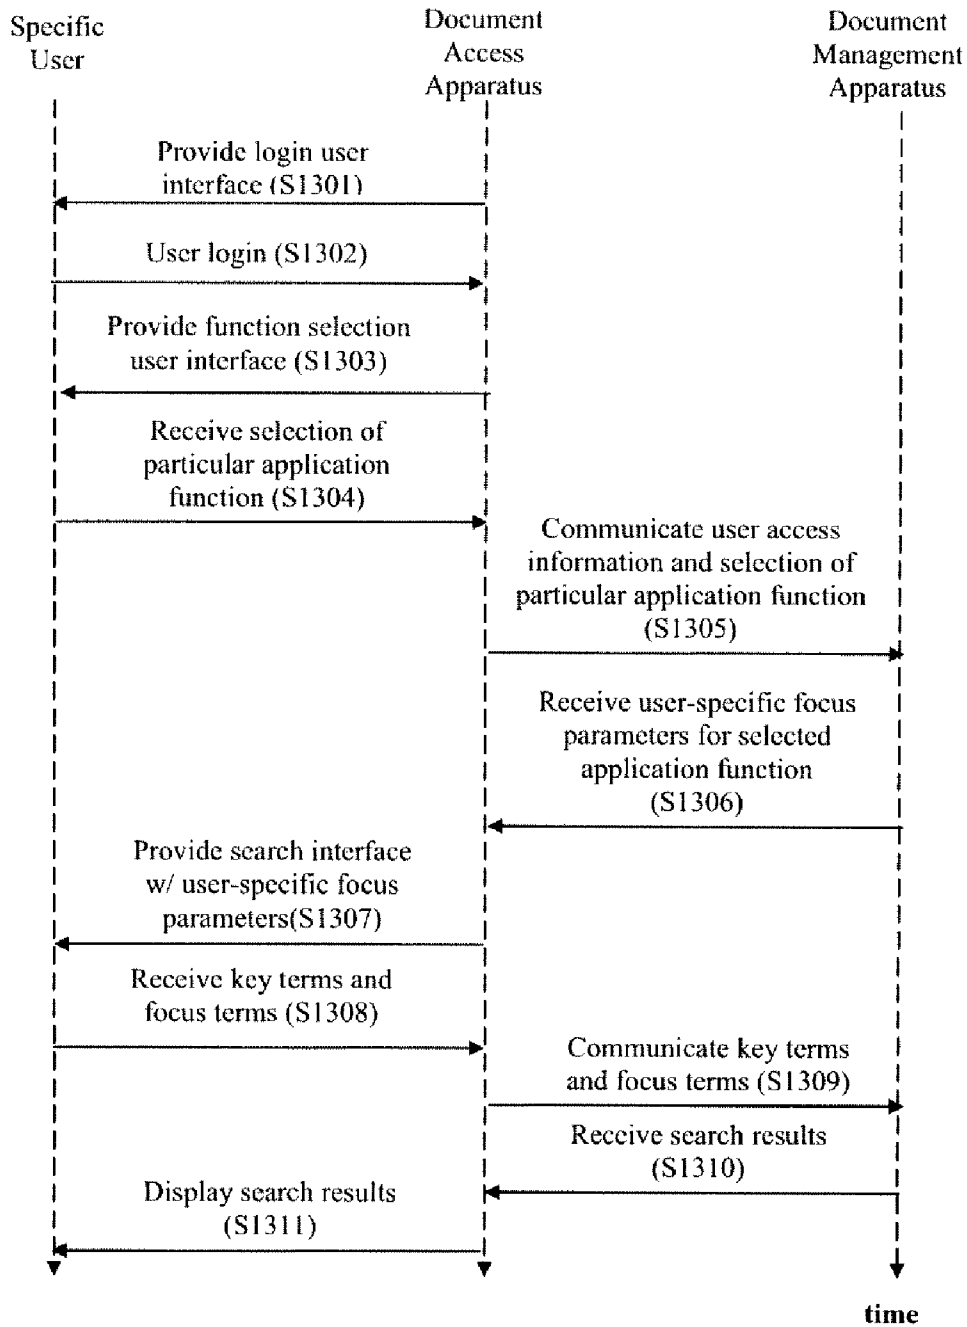 Specific
User
Document
Access
Apparatus
Document
Management
Apparatus
Provide login user
interface (S1301)
User login (S1302)
Provide function selection
user interface (S1303)
Receive selection of
particular application
function (S1304)
Communicate user access
information and selection of
particular application function
(S1305)
Receive user-specific focus
parameters for selected
application function
(S1306)
Provide search interface
w/ user-specific focus
parameters(S1307)
Receive key terms and
focus terms (S1308)
Communicate key terms
and focus terms (S1309)
Receive search results
(S1310)
Display search results
(S1311)
time